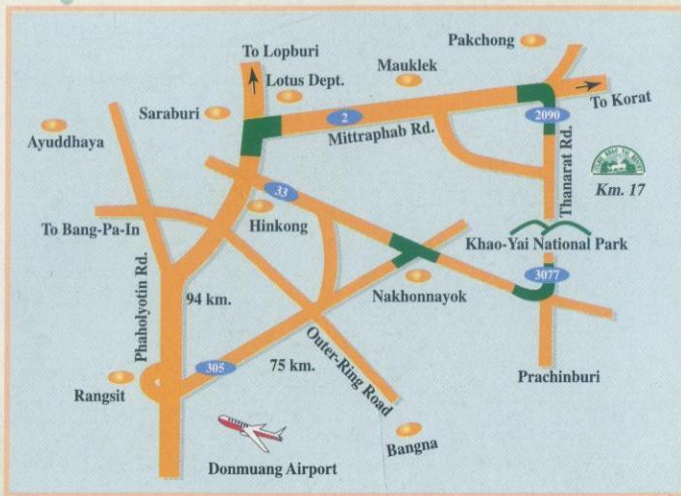 Pakchong
To Lopburi
Mauklek
Lotus Dept.
Saraburi
2
To Korat
Mittraphab Rd.
2090
Ayuddhaya
Thanarat Rd.
33
Km. 17
Hinkong
To Bang-Pa-In
Khao-Yai National Park
Phaholyotin Rd.
3077
94 km.
Nakhonnayok
Outer-Ring Road
305
75 km.
Prachinburi
Rangsit
Bangna
Donmuang Airport